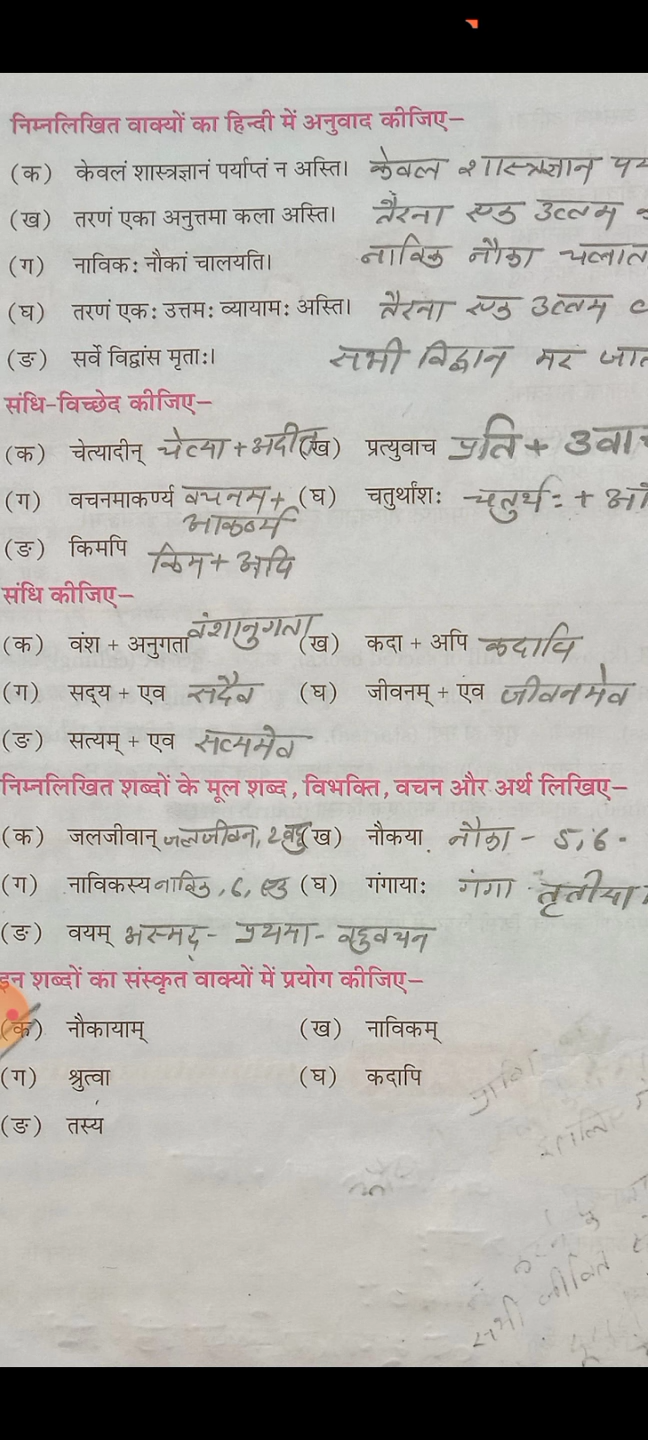 निम्नलिखित वाक्यों का हिन्दी में अनुवाद कीजिए–
(क) केवलं शास्त्रज्ञानं पर्याप्तं न अस्ति। केवल शास्त्रज्ञान
(ख) तरणं एका अनुत्तमा कला अस्ति। तैरना एक उत्तम
(ग) नाविकः नौकां चालयति। नाविक नौका चलात
(घ) तरणं एकः उत्तमः व्यायामः अस्ति। तैरना एक उत्तम
(ङ) सर्वे विद्वांस मृताः। सभी विद्वान मर जात
संधि-विच्छेद कीजिए–
(क) चेत्यादीन् चेत्या + अदीन (ख) प्रत्युवाच प्रति + उवाच
(ग) वचनमाकर्ण्य वचनम + (घ) चतुर्थांशः चतुर्थः +
आकर्ण्य
(ङ) किमपि किम + अपि
संधि कीजिए–
(क) वंश + अनुगता वंशानुगता (ख) कदा + अपि कदापि
(ग) सद्य + एव सदैव (घ) जीवनम् + एव जीवनमेव
(ङ) सत्यम् + एव सत्यमेव
निम्नलिखित शब्दों के मूल शब्द, विभक्ति, वचन और अर्थ लिखिए–
(क) जलजीवान् जलजीवन, 2 बहु (ख) नौकया नौका – 5, 6
(ग) नाविकस्य नाविक, 6, एक (घ) गंगायाः गंगा तृतीया
(ङ) वयम् अस्मद् – प्रथमा – बहुवचन
इन शब्दों का संस्कृत वाक्यों में प्रयोग कीजिए–
(क) नौकायाम् (ख) नाविकम्
(ग) श्रुत्वा (घ) कदापि
(ङ) तस्य
सभी